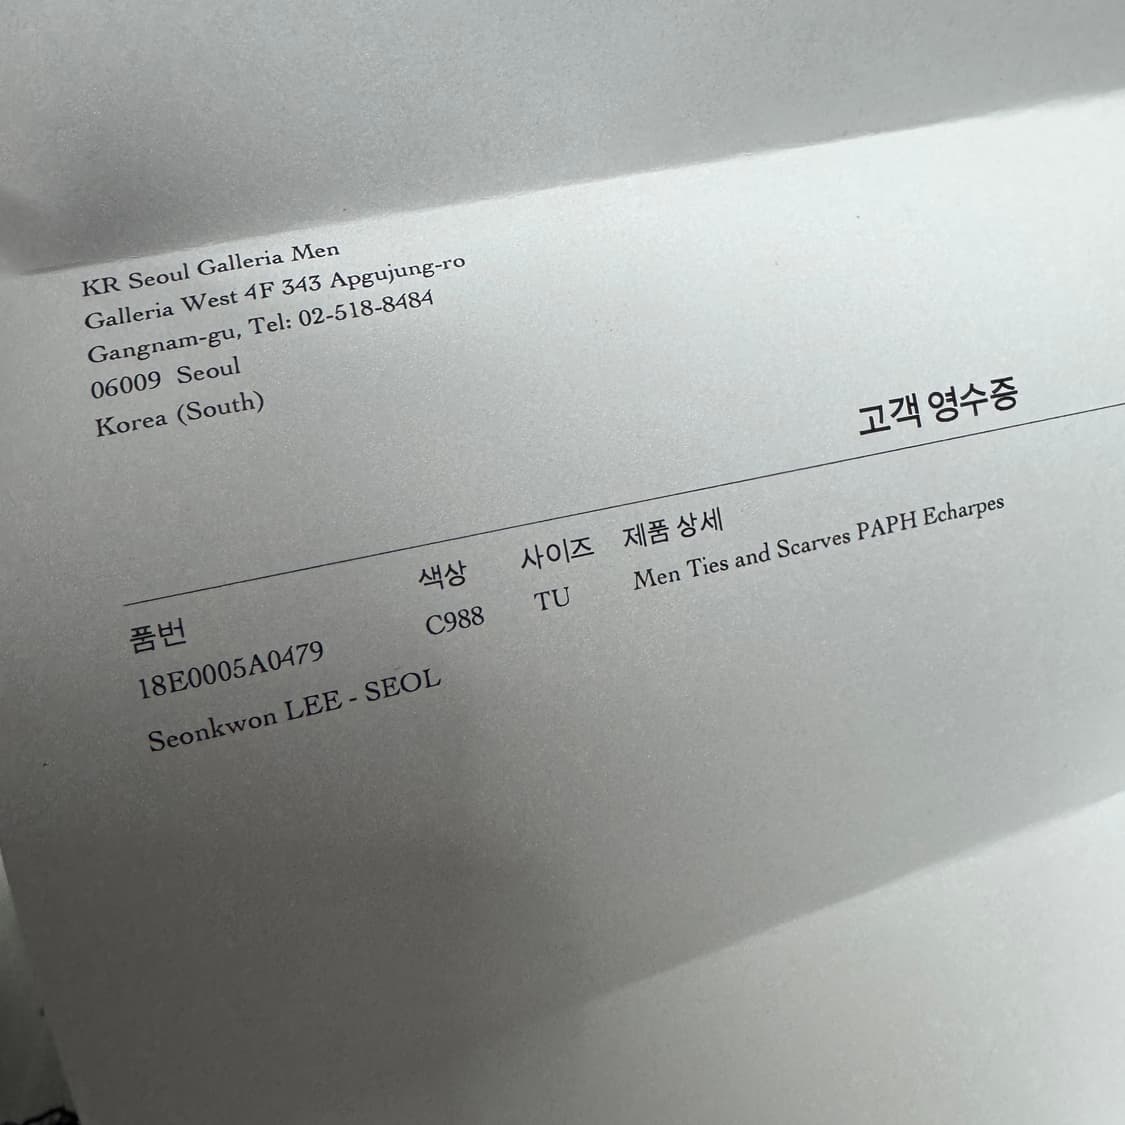 KR Seoul Galleria Men
Galleria West 4F 343 Apgujung-ro
Gangnam-gu, Tel: 02-518-8484
06009 Seoul
Korea (South)
고객 영수증
품번 색상 사이즈 제품 상세
18E0005A0479 C988 TU Men Ties and Scarves PAPH Echarpes
Seonkwon LEE - SEOL